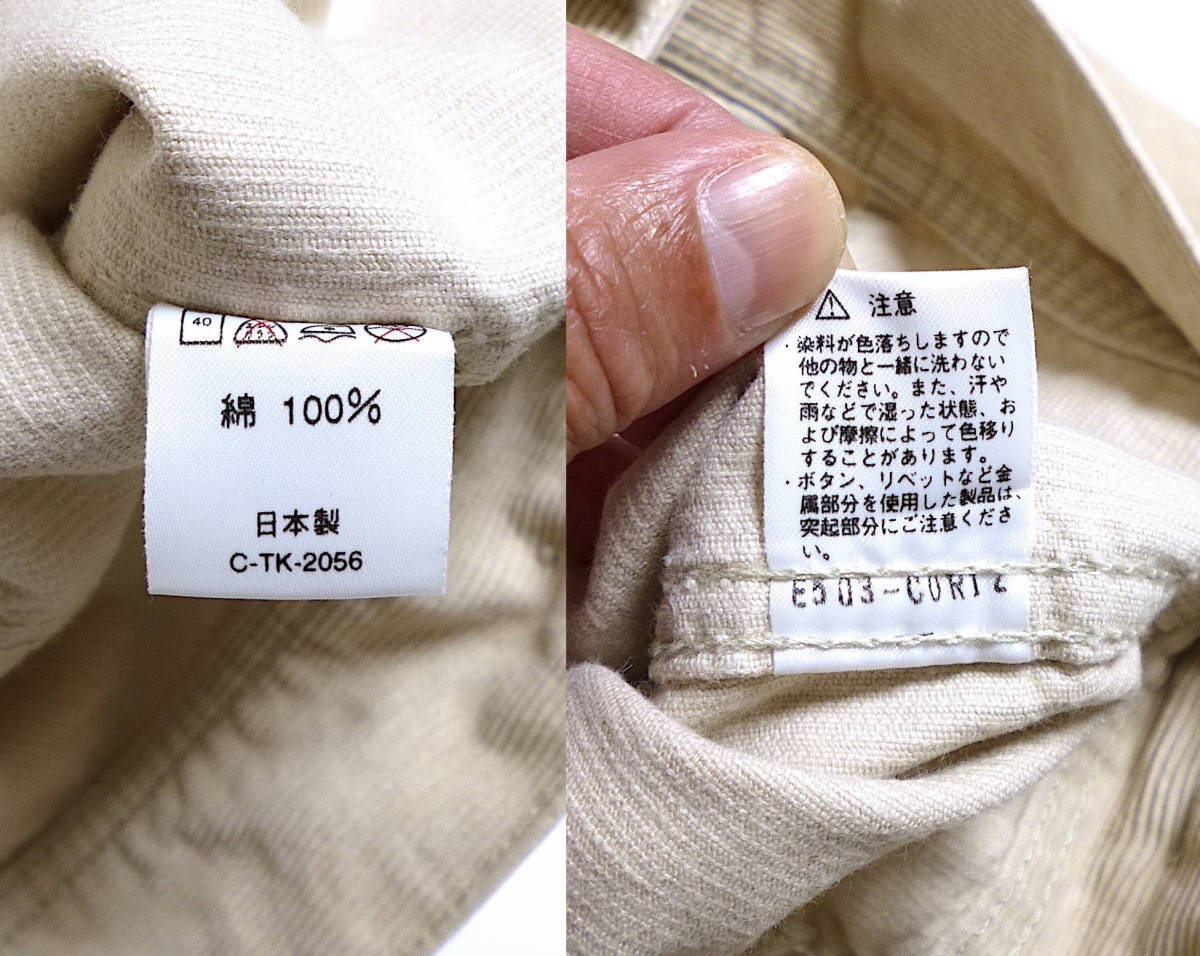 40
綿 100%
日本製
C-TK-2056
注意
・染料が色落ちしますので
他の物と一緒に洗わない
でください。また、汗や
雨などで湿った状態、お
よび摩擦によって色移り
することがあります。
・ボタン、リベットなど金
属部分を使用した製品は、
突起部分にご注意くださ
い。